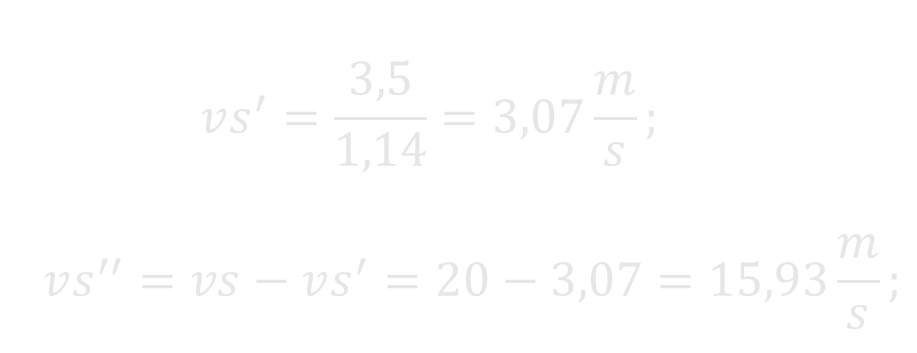 vs′ = 3,5/1,14 = 3,07 m/s;
vs′′ = vs − vs′ = 20 − 3,07 = 15,93 m/s;